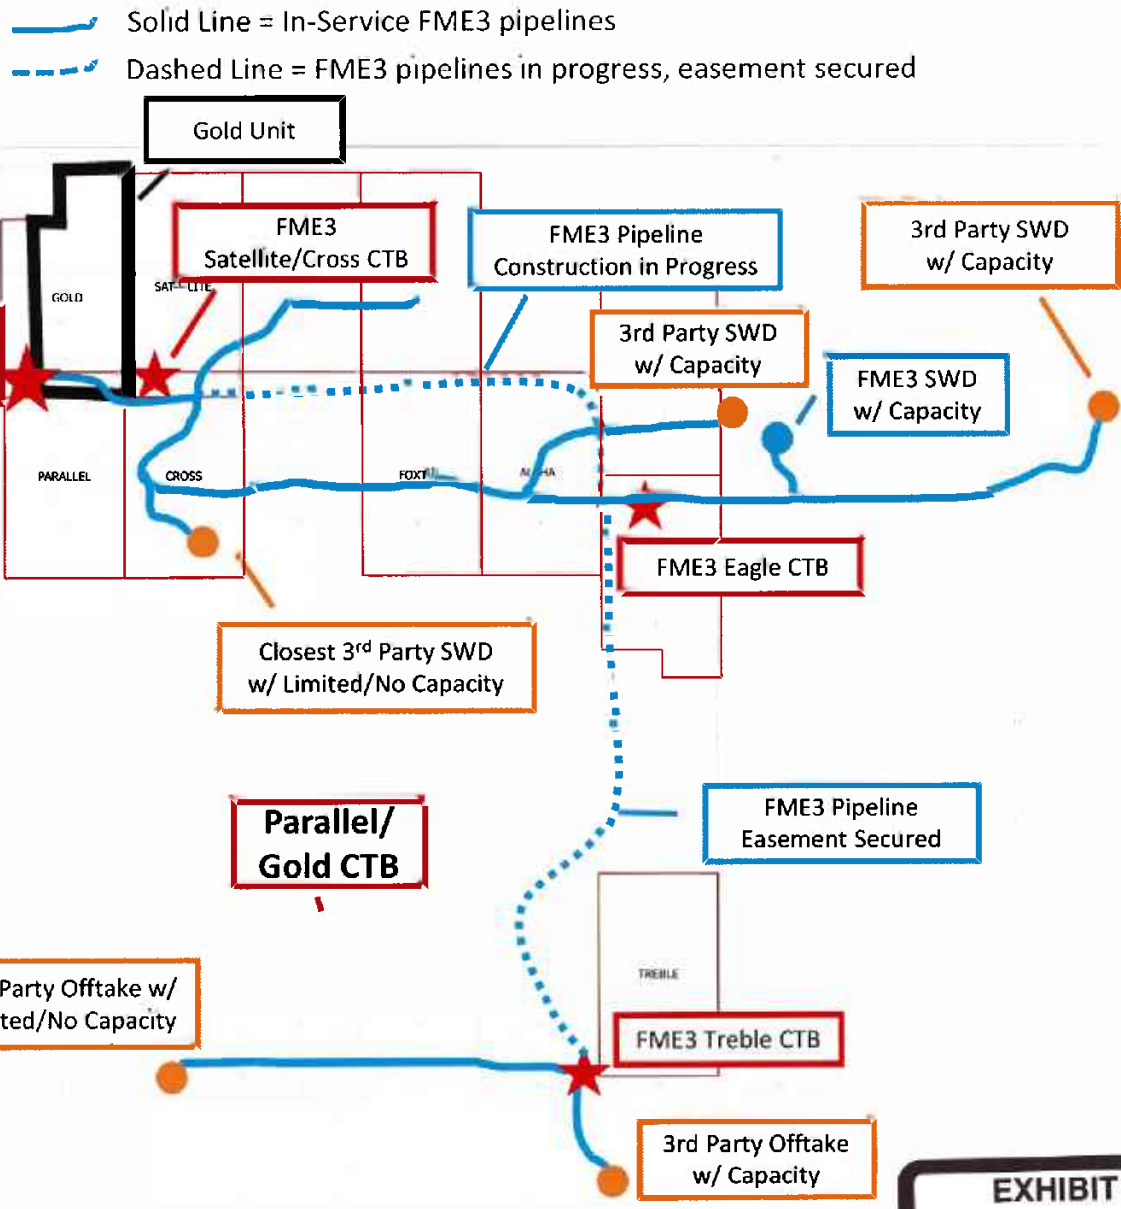 Solid Line = In-Service FME3 pipelines
Dashed Line = FME3 pipelines in progress, easement secured
Gold Unit
FME3
Satellite/Cross CTB
FME3 Pipeline
Construction in Progress
3rd Party SWD
w/ Capacity
GOLD
3rd Party SWD
w/ Capacity
FME3 SWD
w/ Capacity
PARALLEL
CROSS
FME3 Eagle CTB
Closest 3rd Party SWD
w/ Limited/No Capacity
Parallel/
Gold CTB
FME3 Pipeline
Easement Secured
TREBLE
Party Offtake w/
ted/No Capacity
FME3 Treble CTB
3rd Party Offtake
w/ Capacity
EXHIBIT